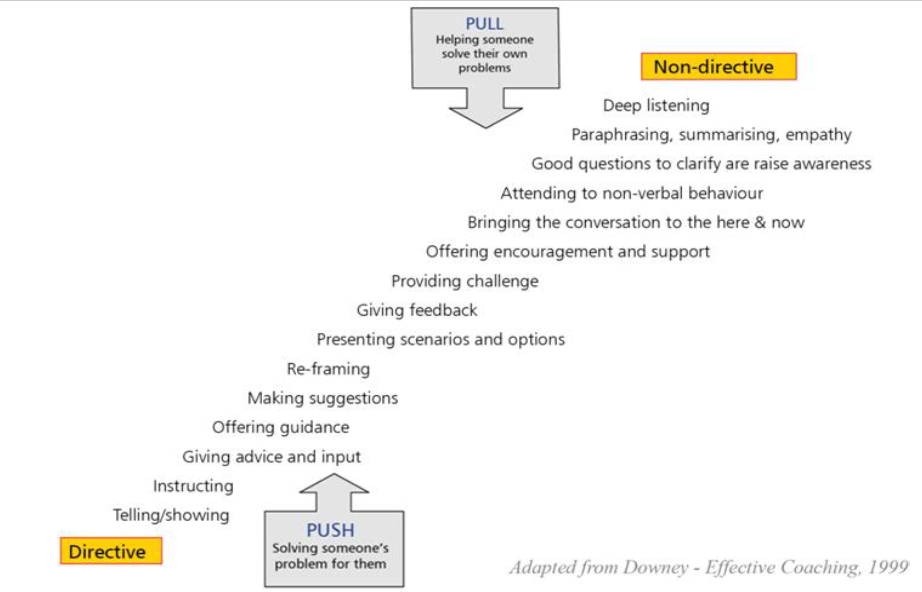 PULL
Helping someone
solve their own
problems
Non-directive
Deep listening
Paraphrasing, summarising, empathy
Good questions to clarify are raise awareness
Attending to non-verbal behaviour
Bringing the conversation to the here & now
Offering encouragement and support
Providing challenge
Giving feedback
Presenting scenarios and options
Re-framing
Making suggestions
Offering guidance
Giving advice and input
Instructing
Telling/showing
Directive
PUSH
Solving someone's
problem for them
Adapted from Downey - Effective Coaching, 1999